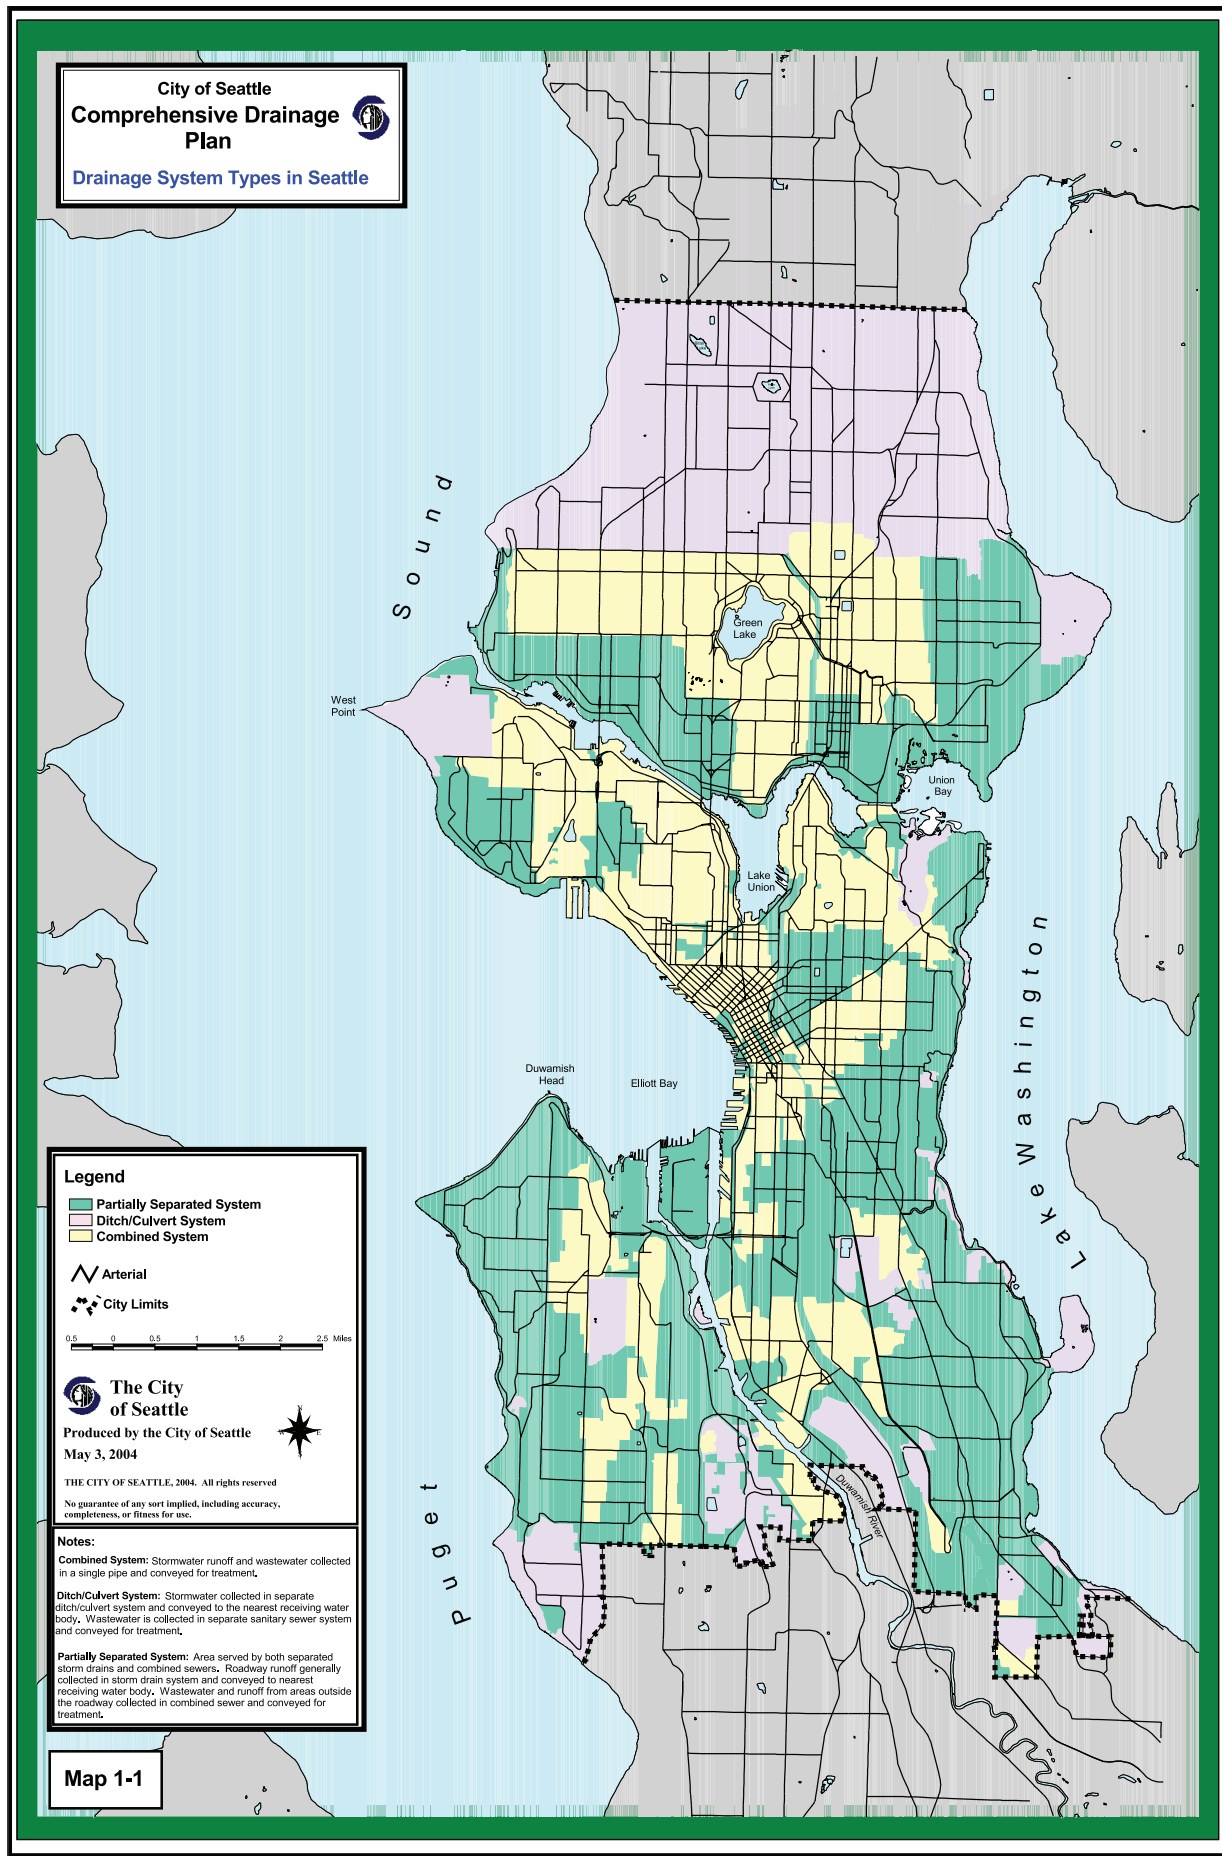 City of Seattle
Comprehensive Drainage
Plan
Drainage System Types in Seattle
Sound
Green
Lake
West
Point
Union
Bay
Lake
Union
Lake Washington
Duwamish
Head
Elliott Bay
Duwamish River
Puget
Legend
Partially Separated System
Ditch/Culvert System
Combined System
Arterial
City Limits
0.5 0 0.5 1 1.5 2 2.5 Miles
The City
of Seattle
Produced by the City of Seattle
May 3, 2004
N
W E
S
THE CITY OF SEATTLE, 2004. All rights reserved
No guarantee of any sort implied, including accuracy,
completeness, or fitness for use.
Notes:
Combined System: Stormwater runoff and wastewater collected
in a single pipe and conveyed for treatment.
Ditch/Culvert System: Stormwater collected in separate
ditch/culvert system and conveyed to the nearest receiving water
body. Wastewater is collected in separate sanitary sewer system
and conveyed for treatment.
Partially Separated System: Area served by both separated
storm drains and combined sewers. Roadway runoff generally
collected in storm drain system and conveyed to nearest
receiving water body. Wastewater and runoff from areas outside
the roadway collected in combined sewer and conveyed for
treatment.
Map 1-1